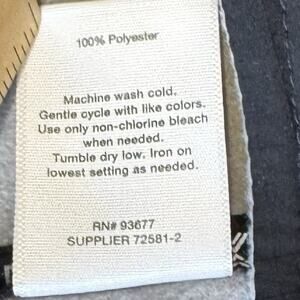 100% Polyester
Machine wash cold.
Gentle cycle with like colors.
Use only non-chlorine bleach
when needed.
Tumble dry low. Iron on
lowest setting as needed.
RN# 93677
SUPPLIER 72581-2